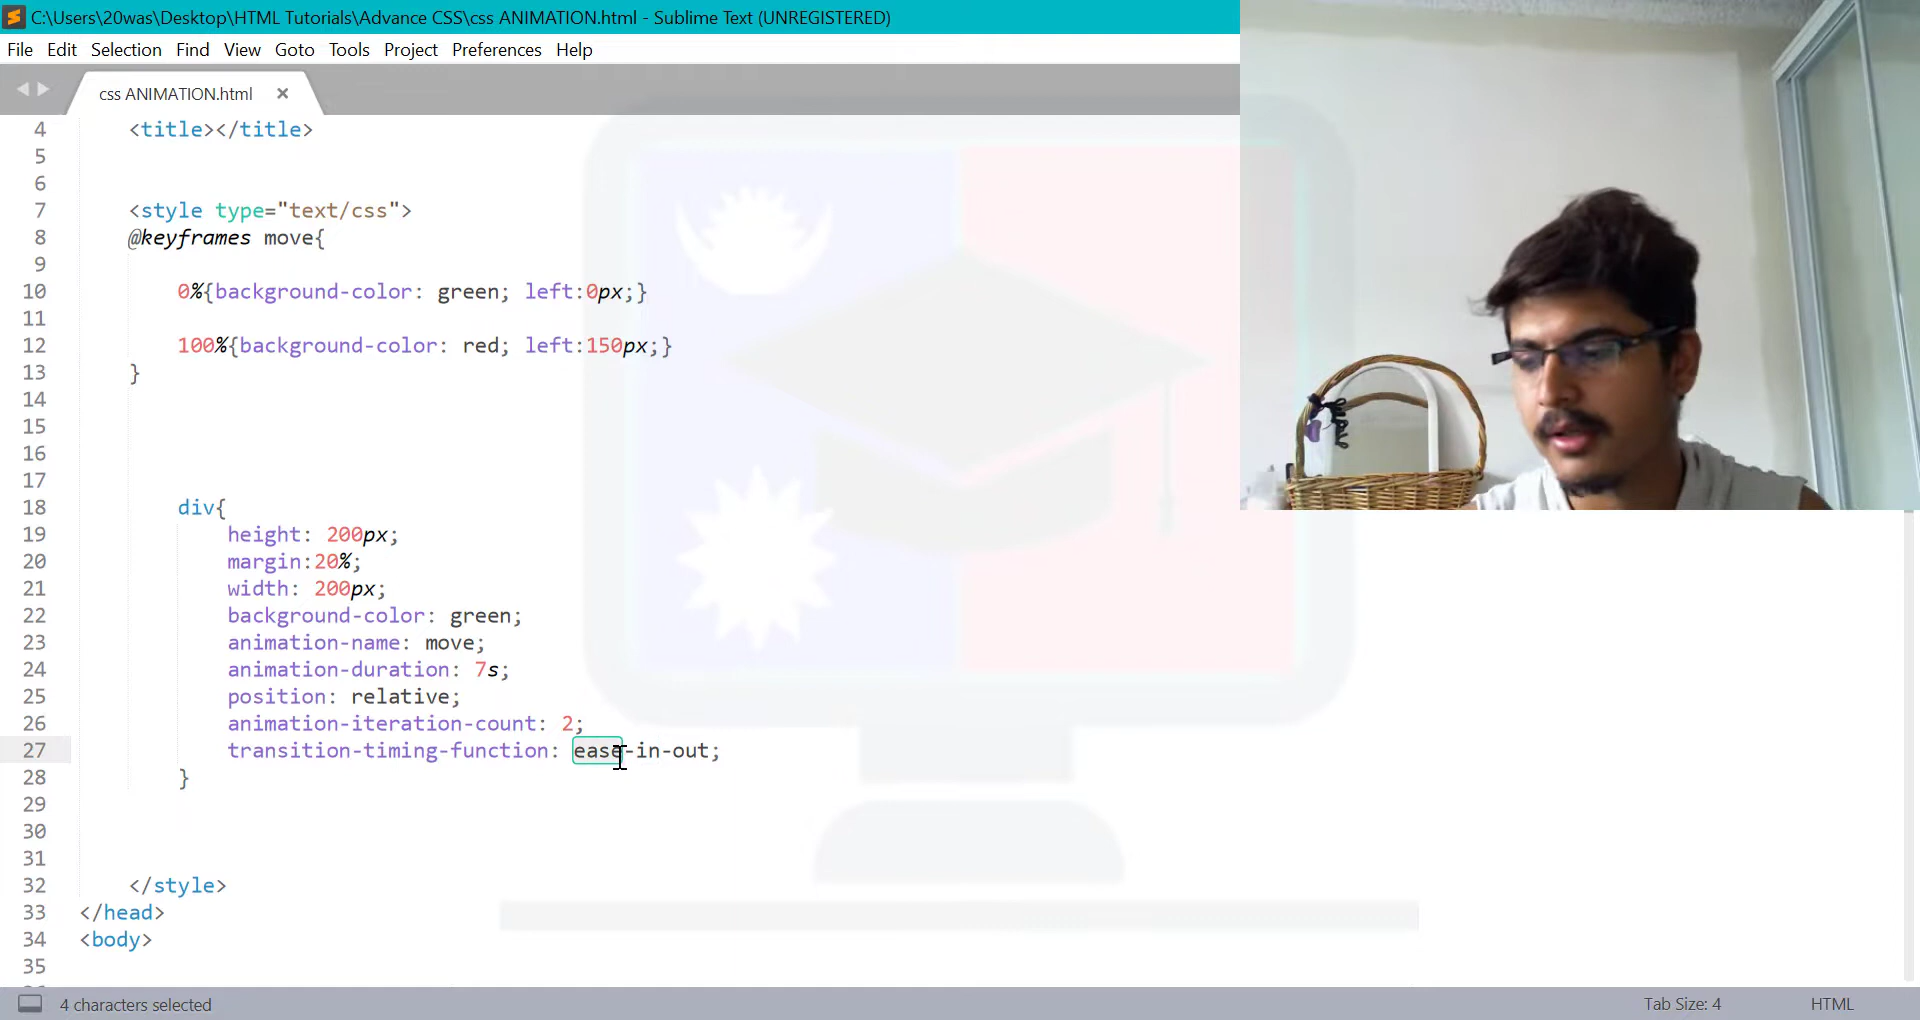 C:\Users\20was\Desktop\HTML Tutorials\Advance CSS\css ANIMATION.html - Sublime Text (UNREGISTERED)
File Edit Selection Find View Goto Tools Project Preferences Help
css ANIMATION.html ×
4 <title></title>
5
6
7 <style type="text/css">
8 @keyframes move{
9
10 0%{background-color: green; left:0px;}
11
12 100%{background-color: red; left:150px;}
13 }
14
15
16
17
18 div{
19 height: 200px;
20 margin:20%;
21 width: 200px;
22 background-color: green;
23 animation-name: move;
24 animation-duration: 7s;
25 position: relative;
26 animation-iteration-count: 2;
27 transition-timing-function: ease-in-out;
28 }
29
30
31
32 </style>
33 </head>
34 <body>
35
4 characters selected Tab Size: 4 HTML